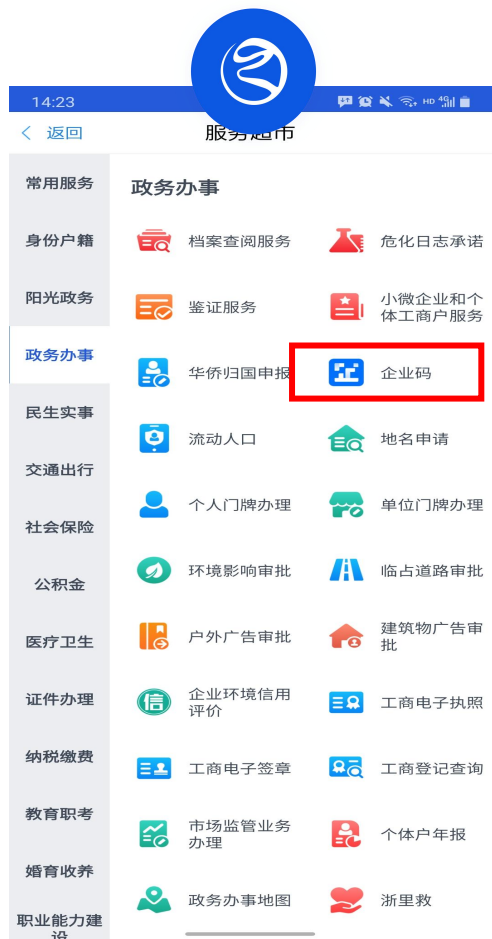 14:23
HD 4G
返回
服务超市
常用服务
身份户籍
阳光政务
政务办事
民生实事
交通出行
社会保险
公积金
医疗卫生
证件办理
纳税缴费
教育职考
婚育收养
职业能力建
设
政务办事
档案查阅服务
危化日志承诺
鉴证服务
小微企业和个
体工商户服务
华侨归国申报
企业码
流动人口
地名申请
个人门牌办理
单位门牌办理
环境影响审批
临占道路审批
户外广告审批
建筑物广告审
批
信
企业环境信用
评价
工商电子执照
工商电子签章
工商登记查询
市场监管业务
办理
个体户年报
政务办事地图
浙里救